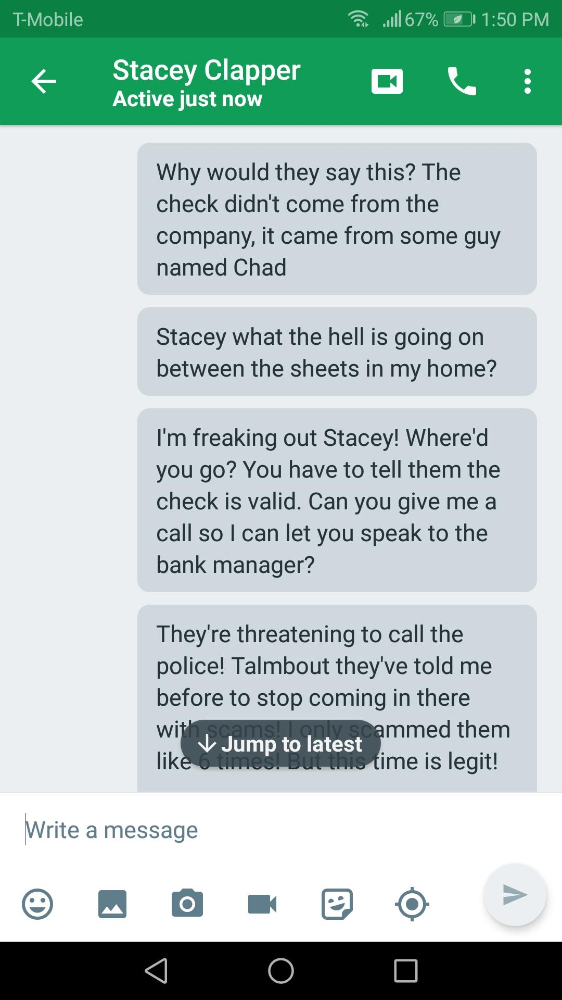 T-Mobile 67% 1:50 PM
Stacey Clapper
Active just now
Why would they say this? The
check didn't come from the
company, it came from some guy
named Chad
Stacey what the hell is going on
between the sheets in my home?
I'm freaking out Stacey! Where'd
you go? You have to tell them the
check is valid. Can you give me a
call so I can let you speak to the
bank manager?
They're threatening to call the
police! Talmbout they've told me
before to stop coming in there
with scams! I only scammed them
Jump to latest
like 6 times! But this time is legit!
Write a message